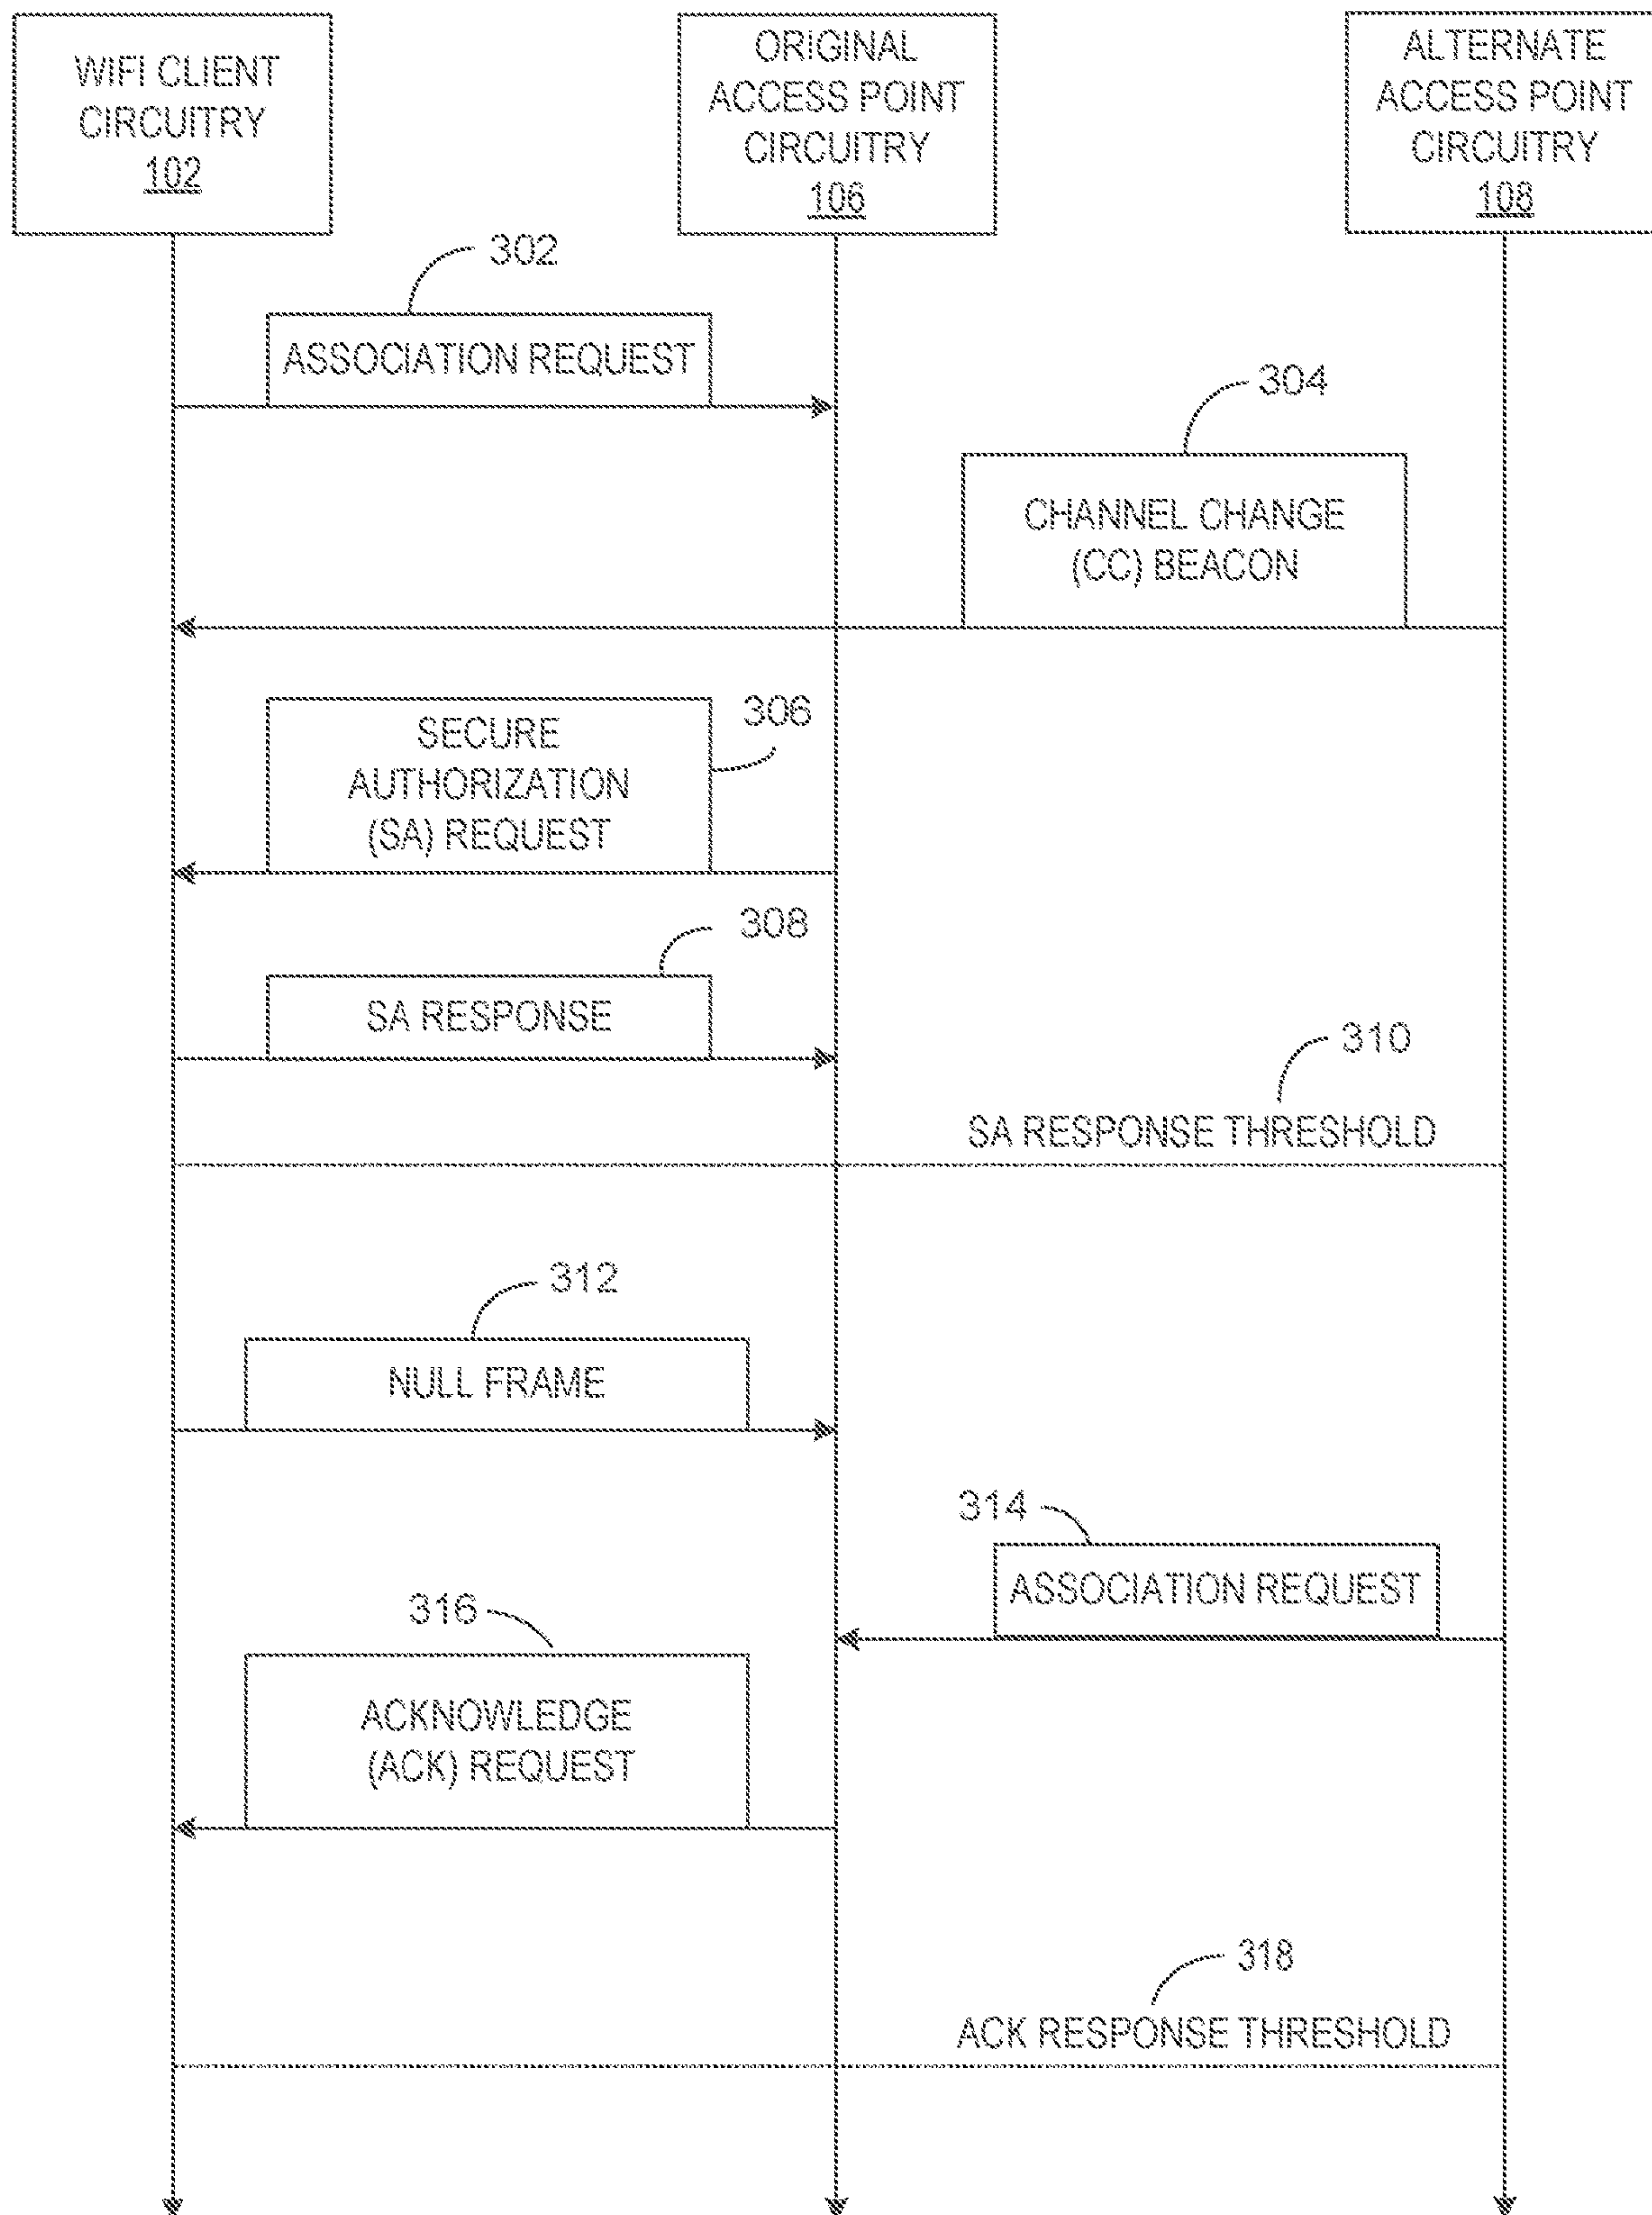 WIFI CLIENT
CIRCUITRY
102
ORIGINAL
ACCESS POINT
CIRCUITRY
106
ALTERNATE
ACCESS POINT
CIRCUITRY
108
302
ASSOCIATION REQUEST
304
CHANNEL CHANGE
(CC) BEACON
306
SECURE
AUTHORIZATION
(SA) REQUEST
308
SA RESPONSE
310
SA RESPONSE THRESHOLD
312
NULL FRAME
314
ASSOCIATION REQUEST
316
ACKNOWLEDGE
(ACK) REQUEST
318
ACK RESPONSE THRESHOLD